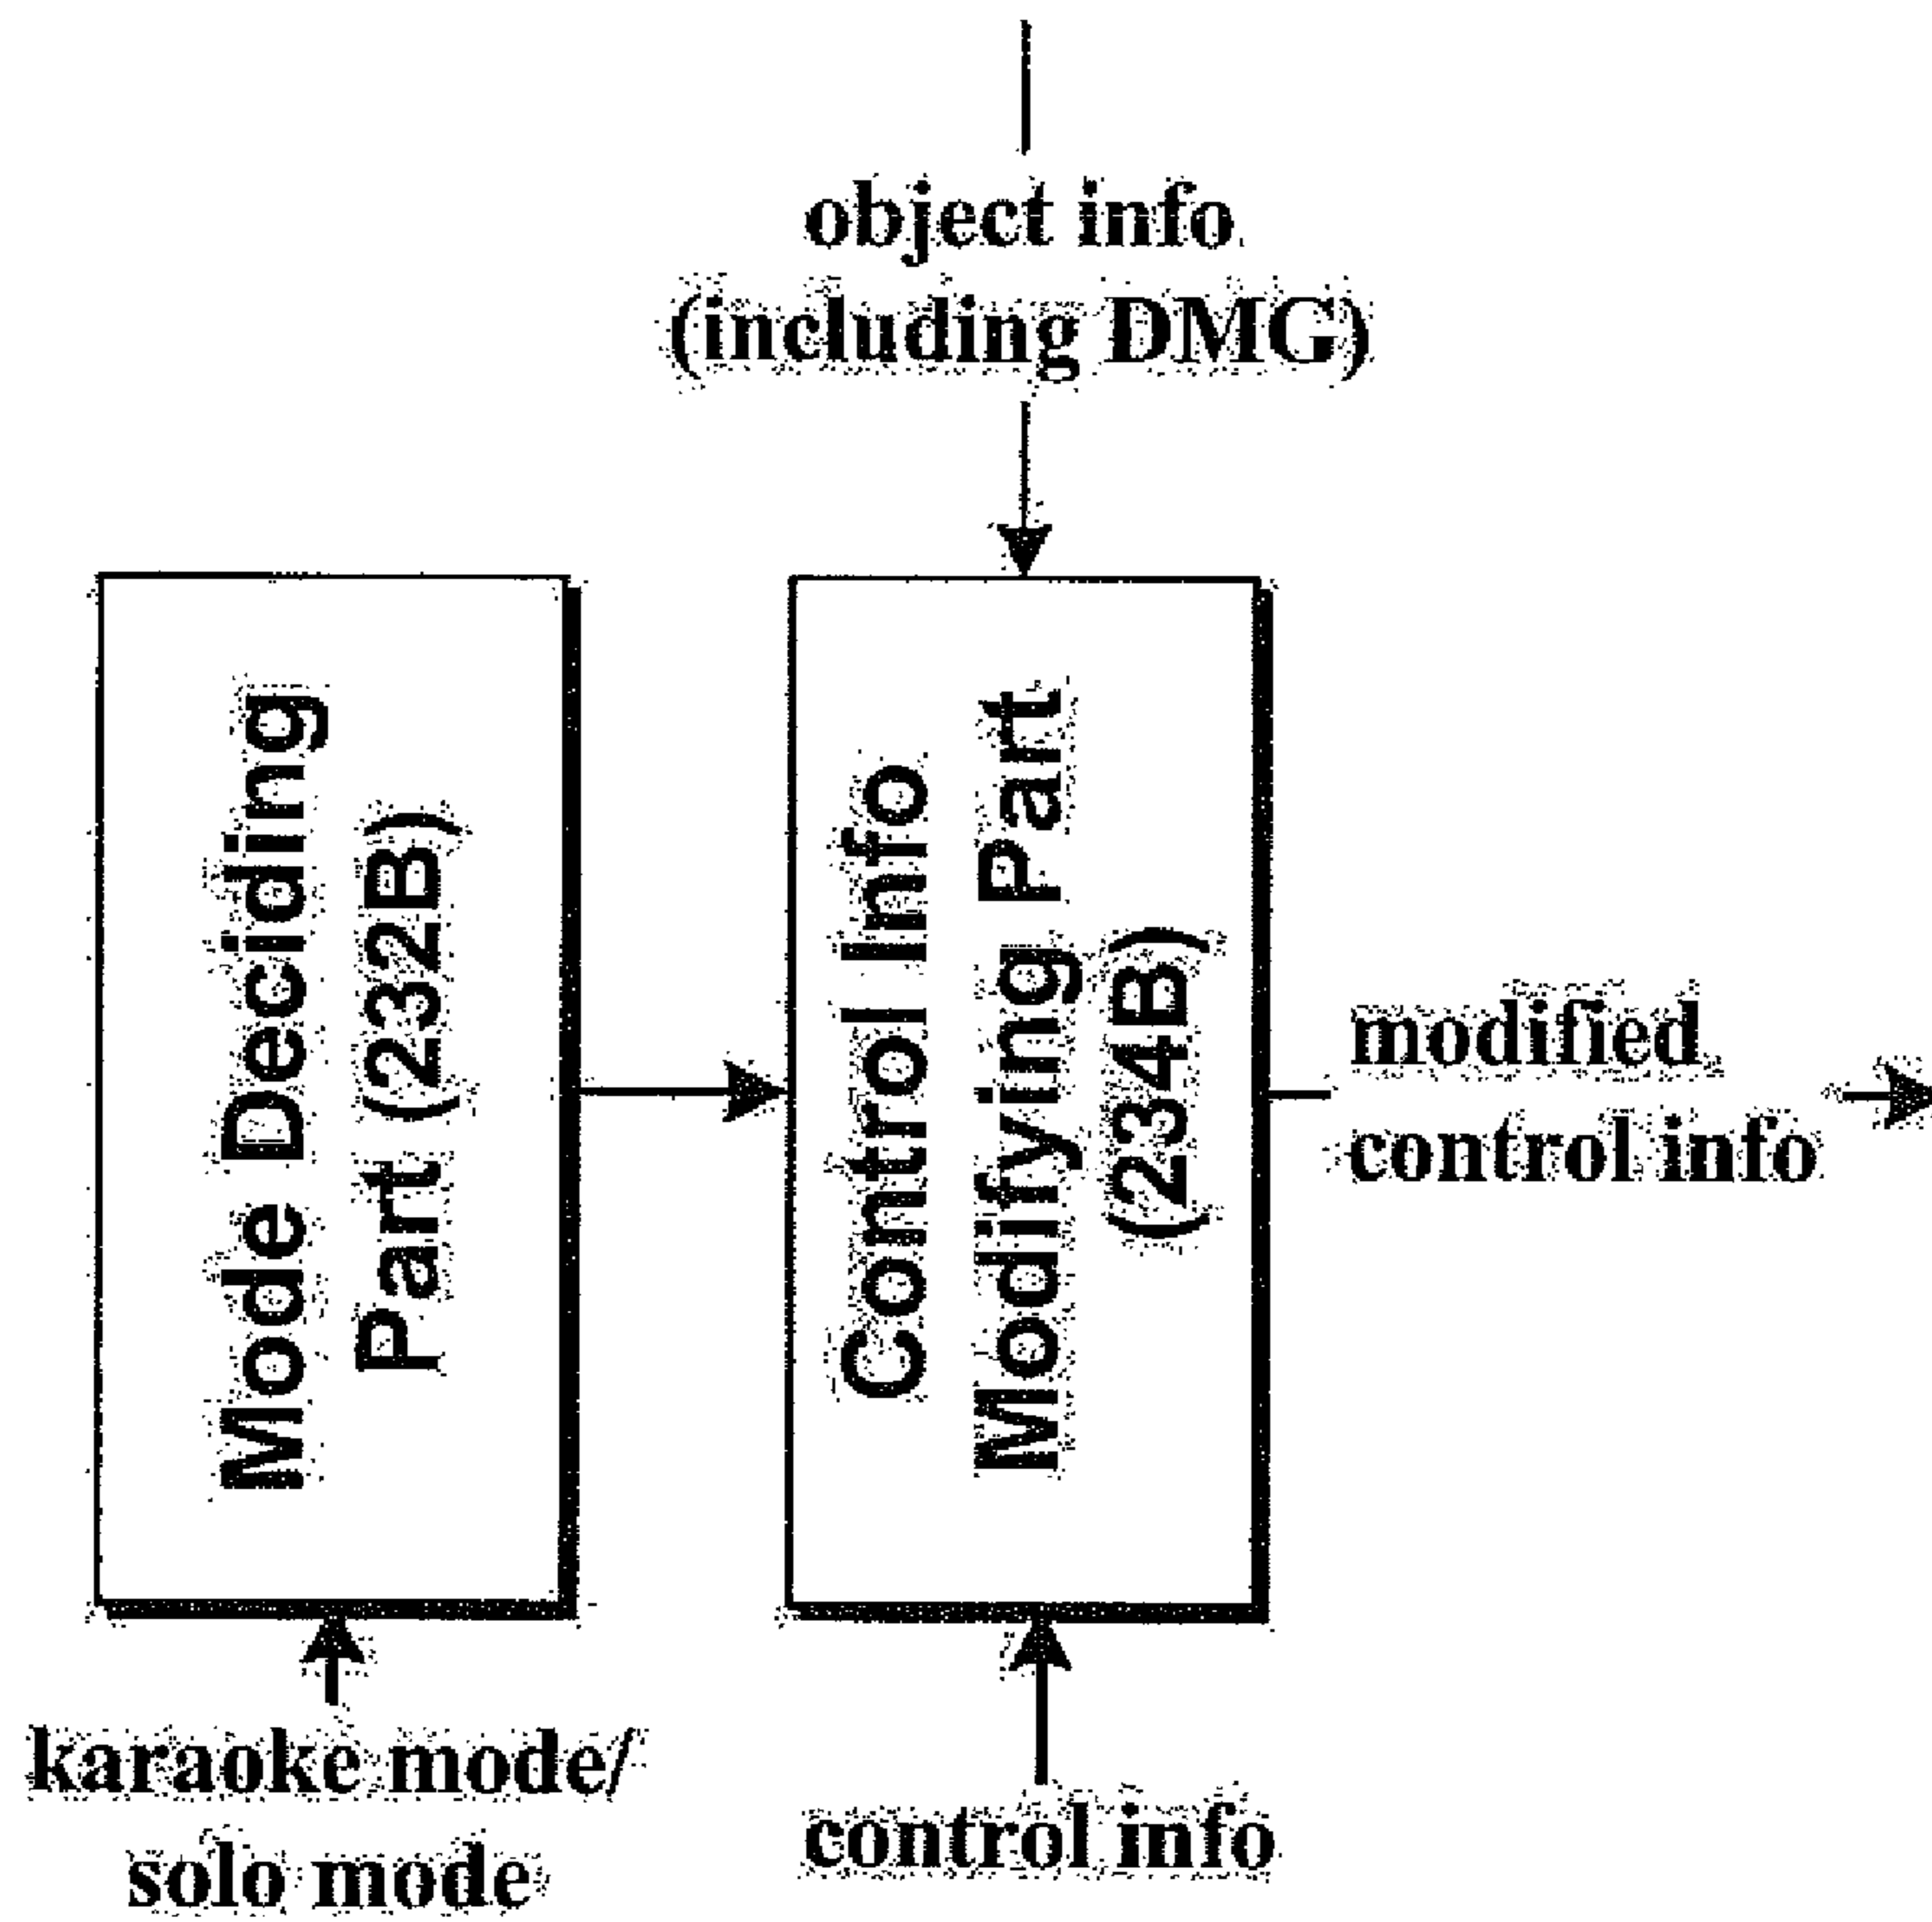 object info
(including DMG)
Mode Deciding
Part (232B)
Control Info
Modifying Part
(234B)
modified
control info
karaoke mode/
solo mode
control info